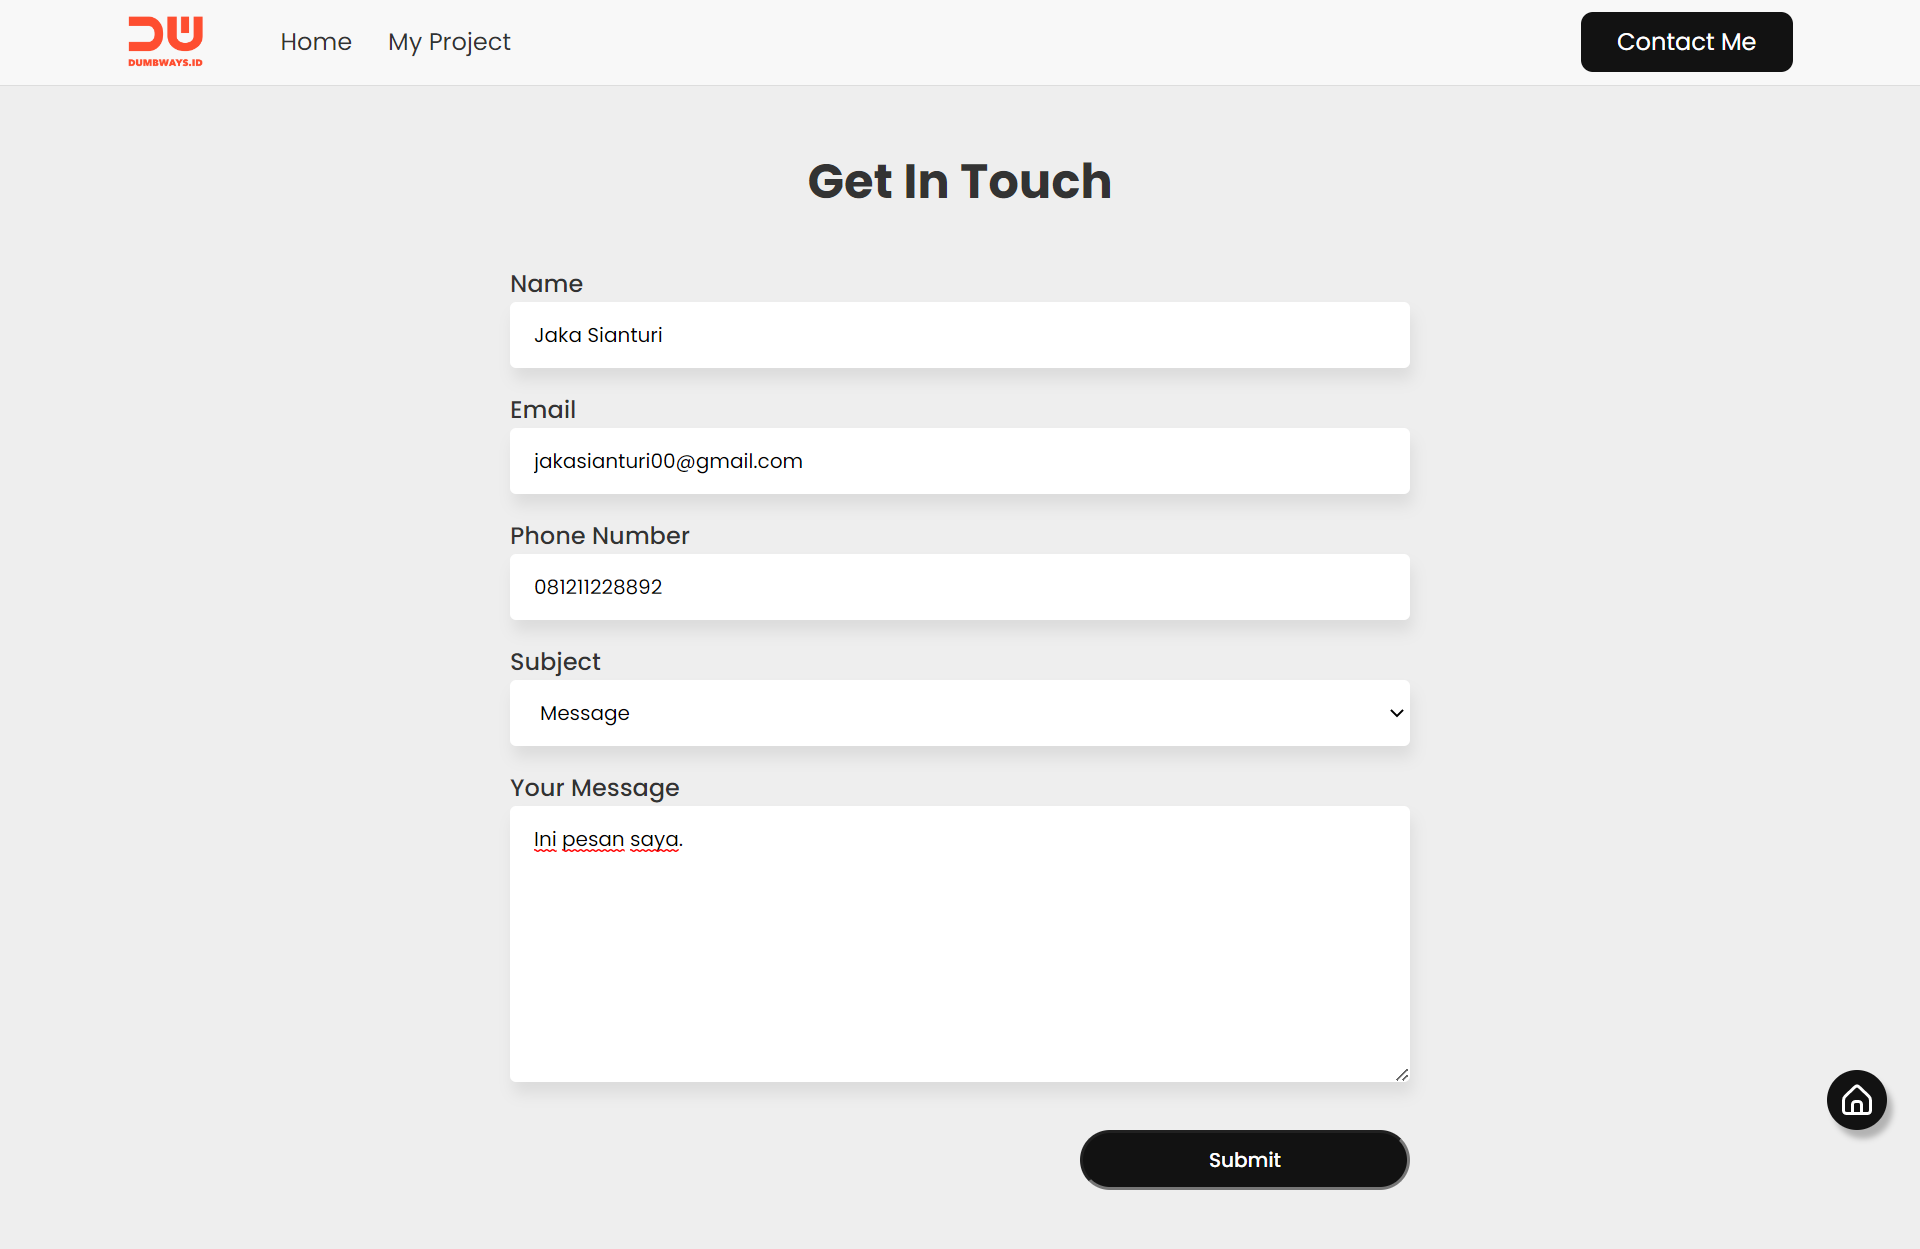 DW
DUMBWAYS.ID
Home
My Project
Contact Me
Get In Touch
Name
Jaka Sianturi
Email
jakasianturi00@gmail.com
Phone Number
081211228892
Subject
Message
Your Message
Ini pesan saya.
Submit